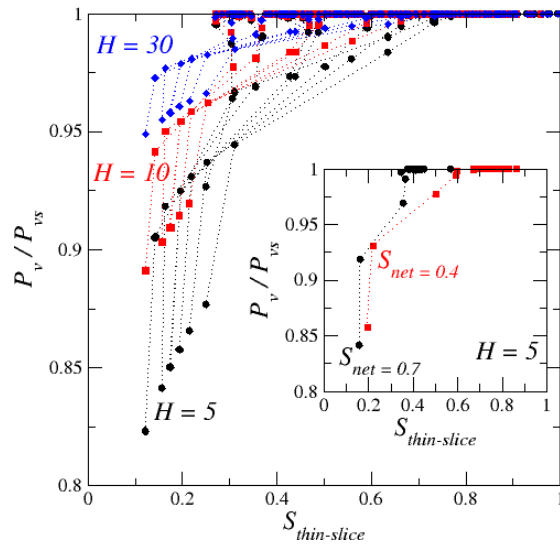 1
0.95
0.9
0.85
0.8
P_v / P_vs
H = 30
H = 10
H = 5
0 0.2 0.4 0.6 0.8 1
S_thin-slice
1
0.95
0.9
0.85
0.8
P_v / P_vs
S_net = 0.4
S_net = 0.7
H = 5
0 0.2 0.4 0.6 0.8 1
S_thin-slice